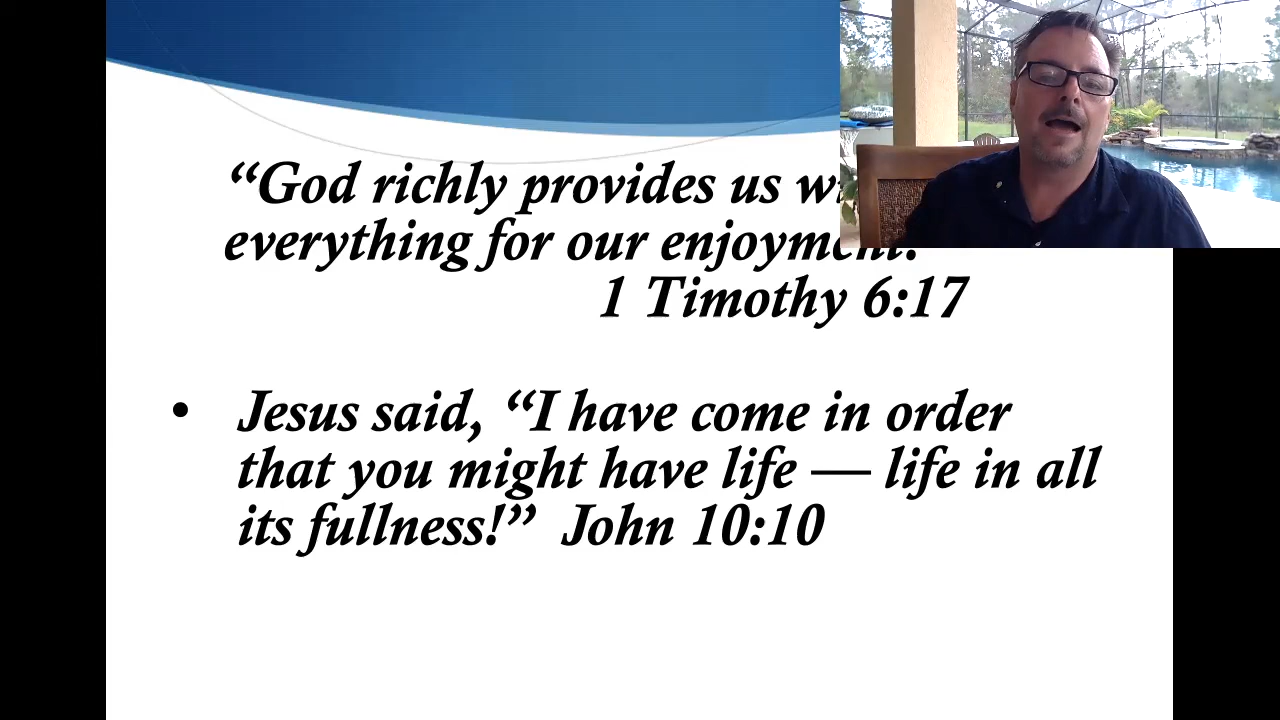 “God richly provides us
everything for our enjoyment.
1 Timothy 6:17
• Jesus said, “I have come in order
that you might have life — life in all
its fullness!” John 10:10